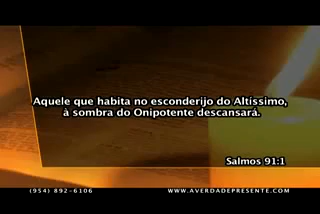 Aquele que habita no esconderijo do Altíssimo,
à sombra do Onipotente descansará.
Salmos 91:1
(954) 892-6106
WWW.AVERDADEPRESENTE.COM